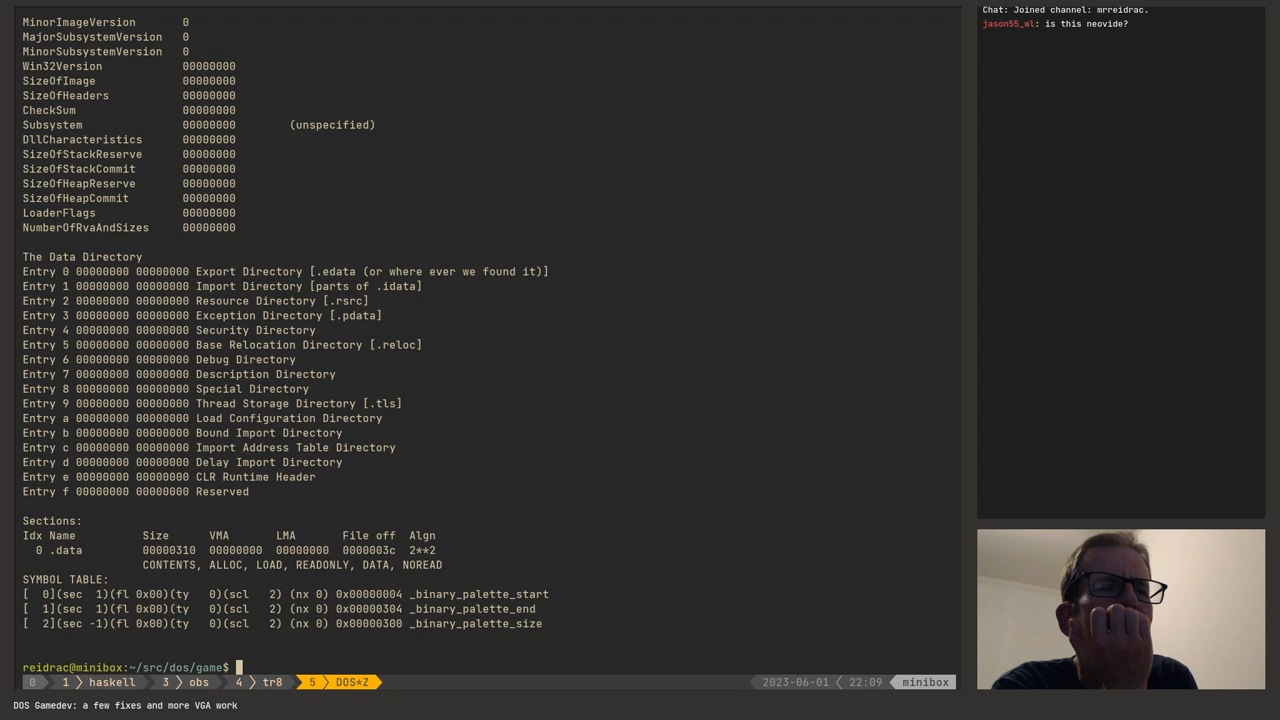 MinorImageVersion 0
MajorSubsystemVersion 0
MinorSubsystemVersion 0
Win32Version 00000000
SizeOfImage 00000000
SizeOfHeaders 00000000
CheckSum 00000000
Subsystem 00000000 (unspecified)
DllCharacteristics 00000000
SizeOfStackReserve 00000000
SizeOfStackCommit 00000000
SizeOfHeapReserve 00000000
SizeOfHeapCommit 00000000
LoaderFlags 00000000
NumberOfRvaAndSizes 00000000
The Data Directory
Entry 0 00000000 00000000 Export Directory [.edata (or where ever we found it)]
Entry 1 00000000 00000000 Import Directory [parts of .idata]
Entry 2 00000000 00000000 Resource Directory [.rsrc]
Entry 3 00000000 00000000 Exception Directory [.pdata]
Entry 4 00000000 00000000 Security Directory
Entry 5 00000000 00000000 Base Relocation Directory [.reloc]
Entry 6 00000000 00000000 Debug Directory
Entry 7 00000000 00000000 Description Directory
Entry 8 00000000 00000000 Special Directory
Entry 9 00000000 00000000 Thread Storage Directory [.tls]
Entry a 00000000 00000000 Load Configuration Directory
Entry b 00000000 00000000 Bound Import Directory
Entry c 00000000 00000000 Import Address Table Directory
Entry d 00000000 00000000 Delay Import Directory
Entry e 00000000 00000000 CLR Runtime Header
Entry f 00000000 00000000 Reserved
Sections:
Idx Name Size VMA LMA File off Algn
0 .data 00000310 00000000 00000000 0000003c 2**2
CONTENTS, ALLOC, LOAD, READONLY, DATA, NOREAD
SYMBOL TABLE:
[ 0](sec 1)(fl 0x00)(ty 0)(scl 2) (nx 0) 0x00000004 _binary_palette_start
[ 1](sec 1)(fl 0x00)(ty 0)(scl 2) (nx 0) 0x00000304 _binary_palette_end
[ 2](sec -1)(fl 0x00)(ty 0)(scl 2) (nx 0) 0x00000300 _binary_palette_size
reidrac@minibox:~/src/dos/game$
0 1 haskell 3 obs 4 tr8 5 DOS*Z 2023-06-01 22:09 minibox
DOS Gamedev: a few fixes and more VGA work
Chat: Joined channel: mrreidrac.
jason55_wl: is this neovide?